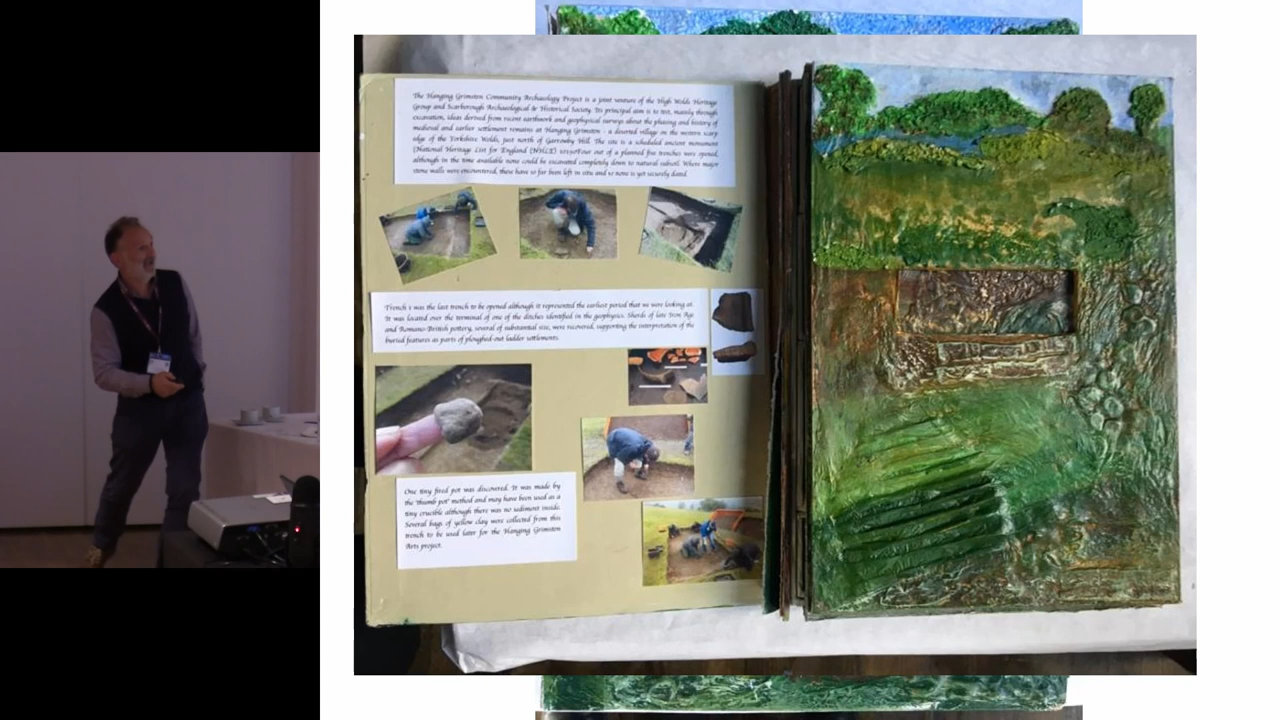 The Hanging Grimston Community Archaeology Project is a joint venture of the High Wolds Heritage
Group and Scarborough Archaeological & Historical Society. Its principal aim is to test, mainly through
excavation, ideas derived from recent earthwork and geophysical surveys about the phasing and history of
medieval and earlier settlement remains at Hanging Grimston - a deserted village on the western scarp
edge of the Yorkshire Wolds, just north of Garrowby Hill. The site is a scheduled ancient monument
(National Heritage List for England (NHLE) out of a planned five trenches were opened,
although in the time available none could be excavated completely down to natural subsoil. Where major
stone walls were encountered, these have so far been left in situ and so none is yet securely dated.
Trench 1 was the last trench to be opened although it represented the earliest period that we were looking at.
It was located over the terminal of one of the ditches identified in the geophysics. Sherds of late Iron Age
and Romano-British pottery, several of substantial size, were recovered, supporting the interpretation of the
buried features as parts of ploughed-out ladder settlements.
One tiny fired pot was discovered. It was made by
the 'thumb pot' method and may have been used as a
tiny crucible although there was no sediment inside.
Several bags of yellow clay were collected from this
trench to be used later for the Hanging Grimston
Arts project.